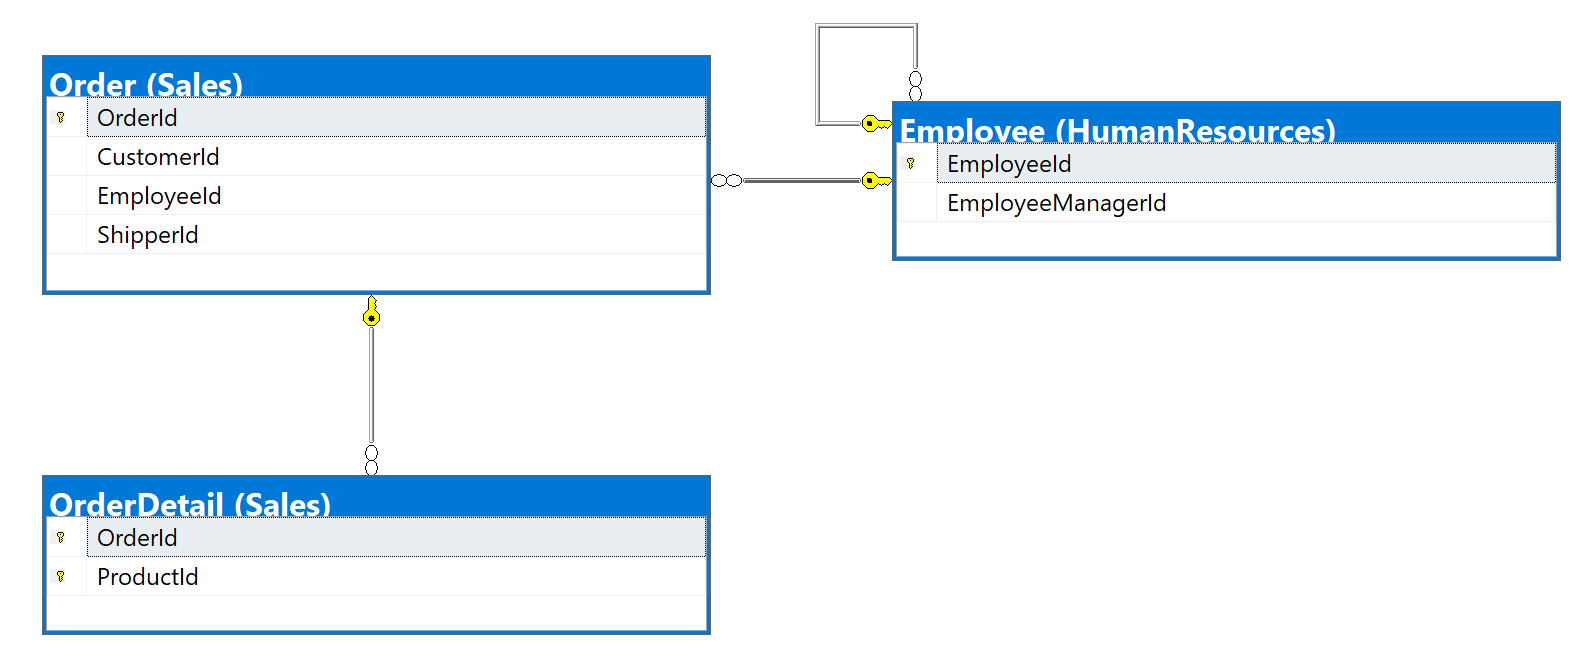 Order (Sales)
OrderId
CustomerId
EmployeeId
ShipperId
Employee (HumanResources)
EmployeeId
EmployeeManagerId
OrderDetail (Sales)
OrderId
ProductId